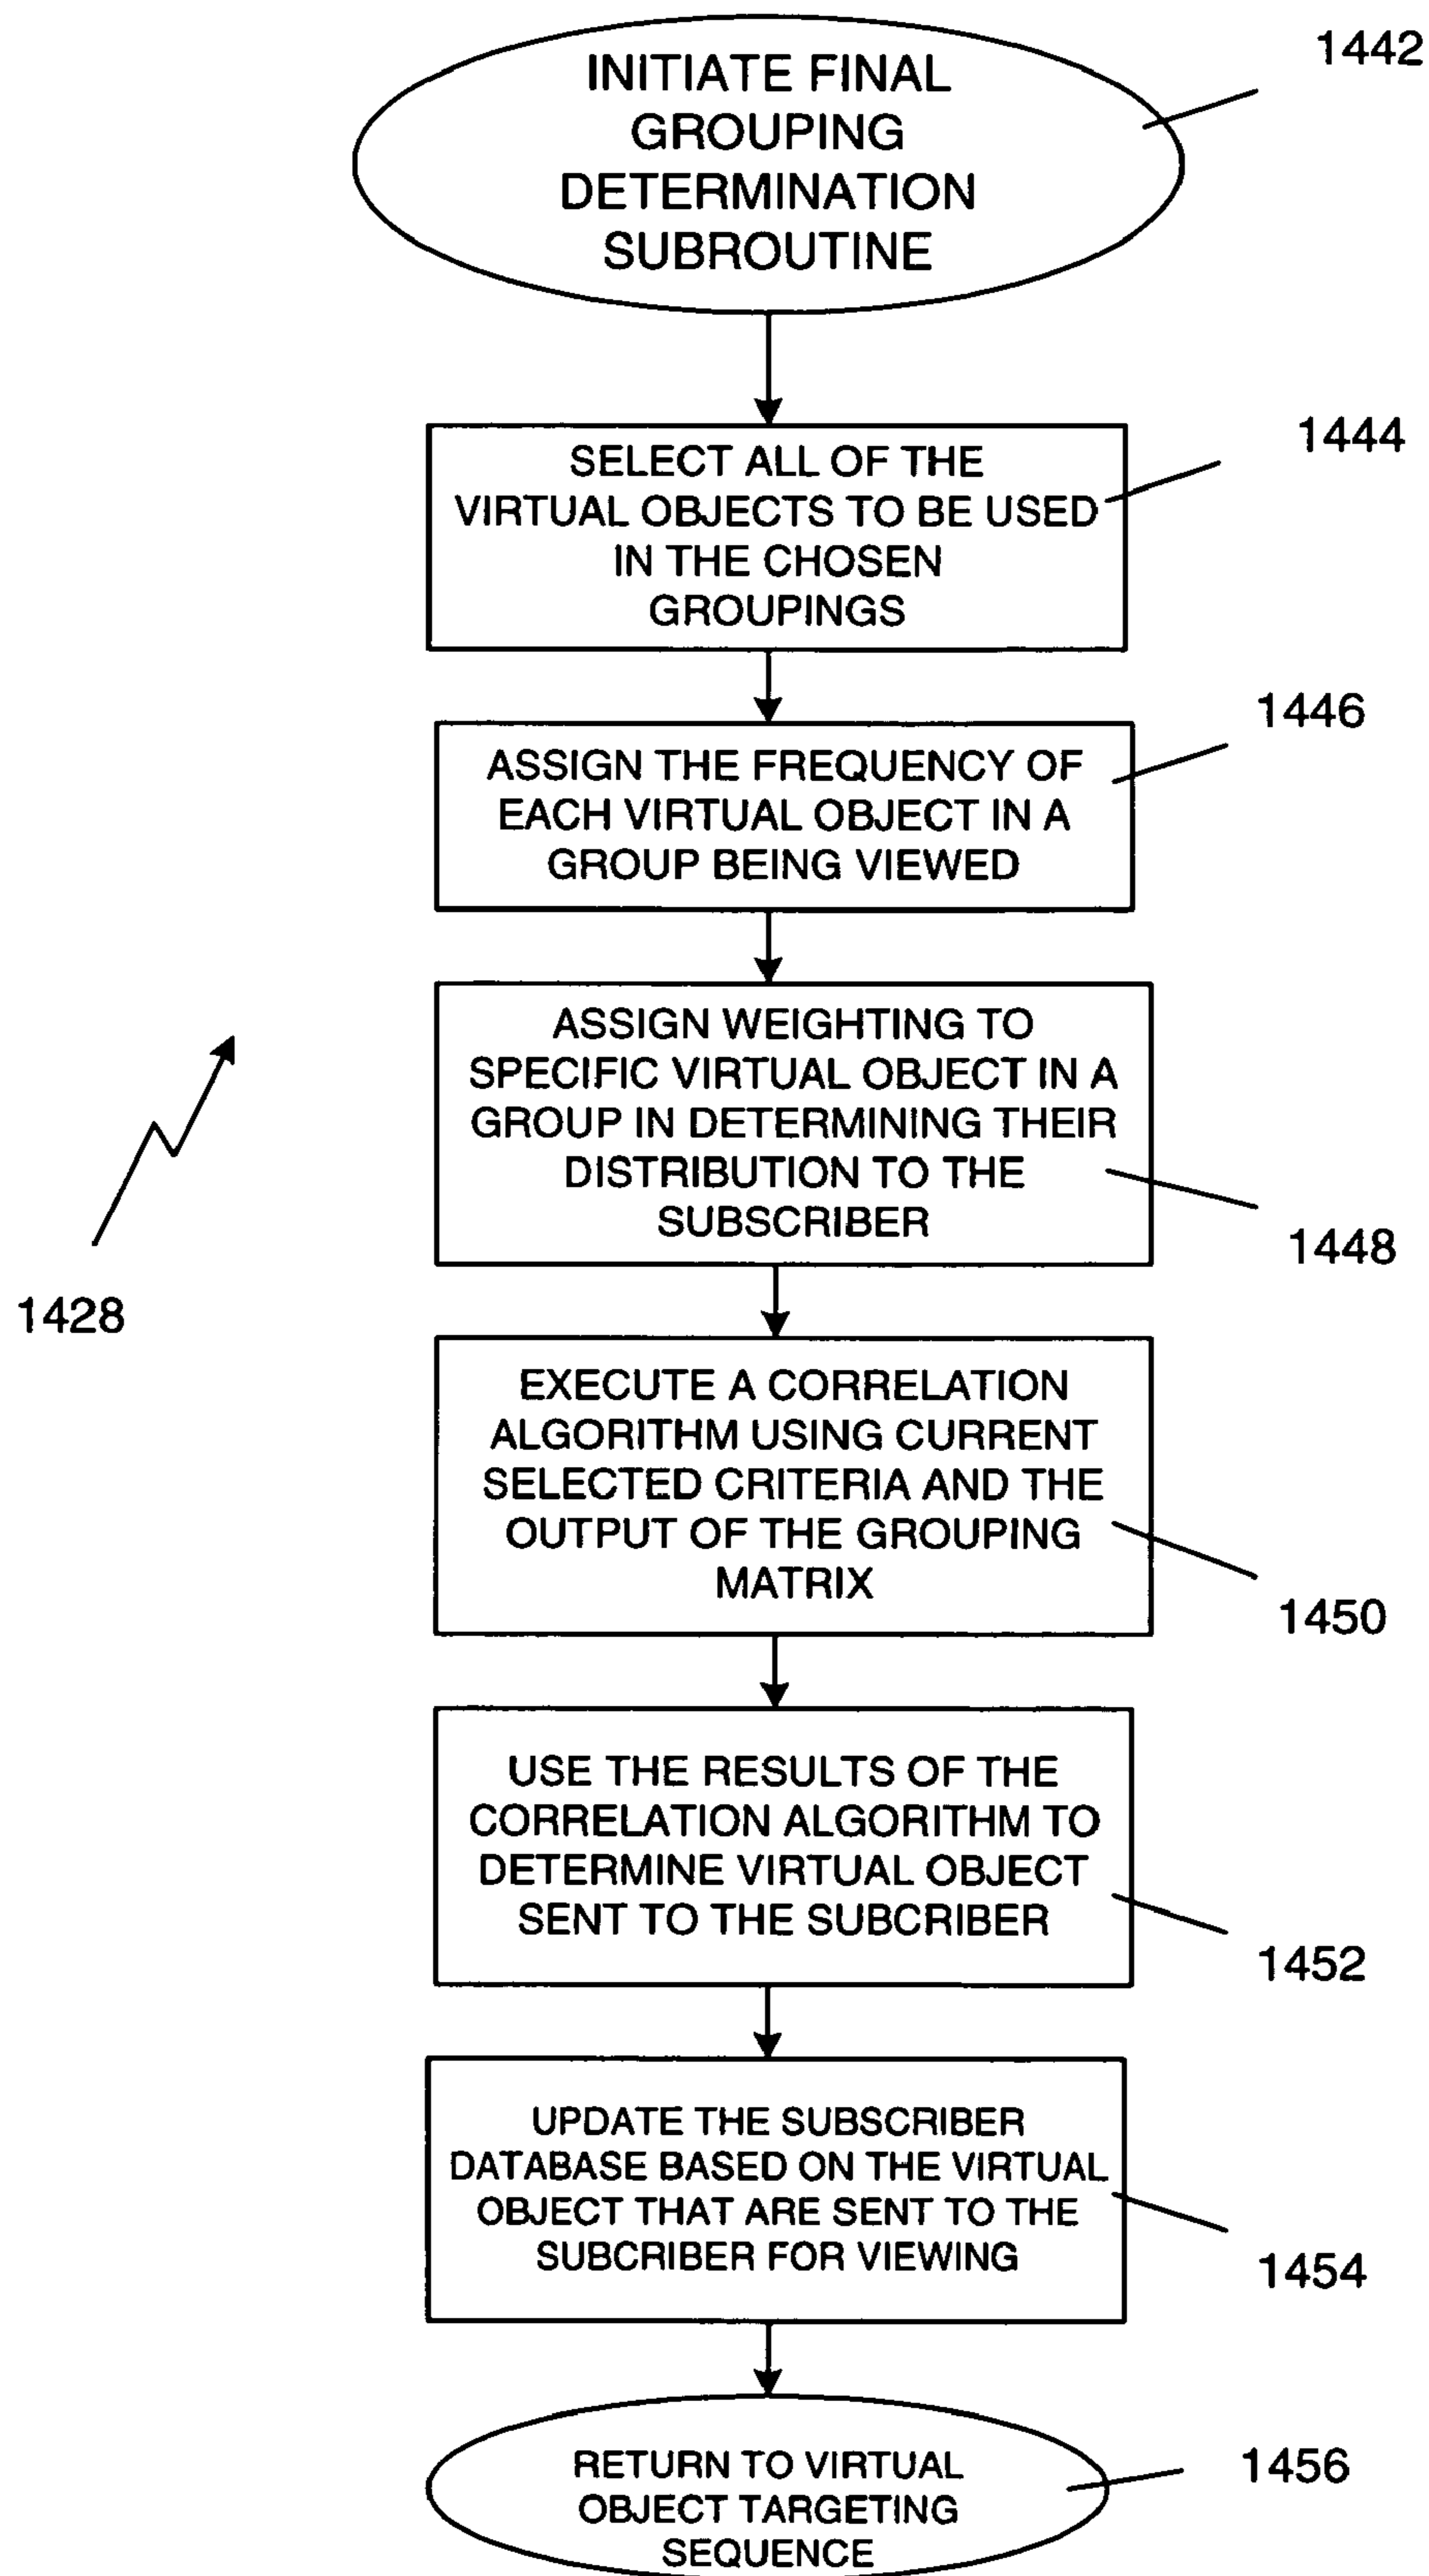 INITIATE FINAL
GROUPING
DETERMINATION
SUBROUTINE
1442
SELECT ALL OF THE
VIRTUAL OBJECTS TO BE USED
IN THE CHOSEN
GROUPINGS
1444
ASSIGN THE FREQUENCY OF
EACH VIRTUAL OBJECT IN A
GROUP BEING VIEWED
1446
ASSIGN WEIGHTING TO
SPECIFIC VIRTUAL OBJECT IN A
GROUP IN DETERMINING THEIR
DISTRIBUTION TO THE
SUBSCRIBER
1448
1428
EXECUTE A CORRELATION
ALGORITHM USING CURRENT
SELECTED CRITERIA AND THE
OUTPUT OF THE GROUPING
MATRIX
1450
USE THE RESULTS OF THE
CORRELATION ALGORITHM TO
DETERMINE VIRTUAL OBJECT
SENT TO THE SUBCRIBER
1452
UPDATE THE SUBSCRIBER
DATABASE BASED ON THE VIRTUAL
OBJECT THAT ARE SENT TO THE
SUBCRIBER FOR VIEWING
1454
RETURN TO VIRTUAL
OBJECT TARGETING
SEQUENCE
1456